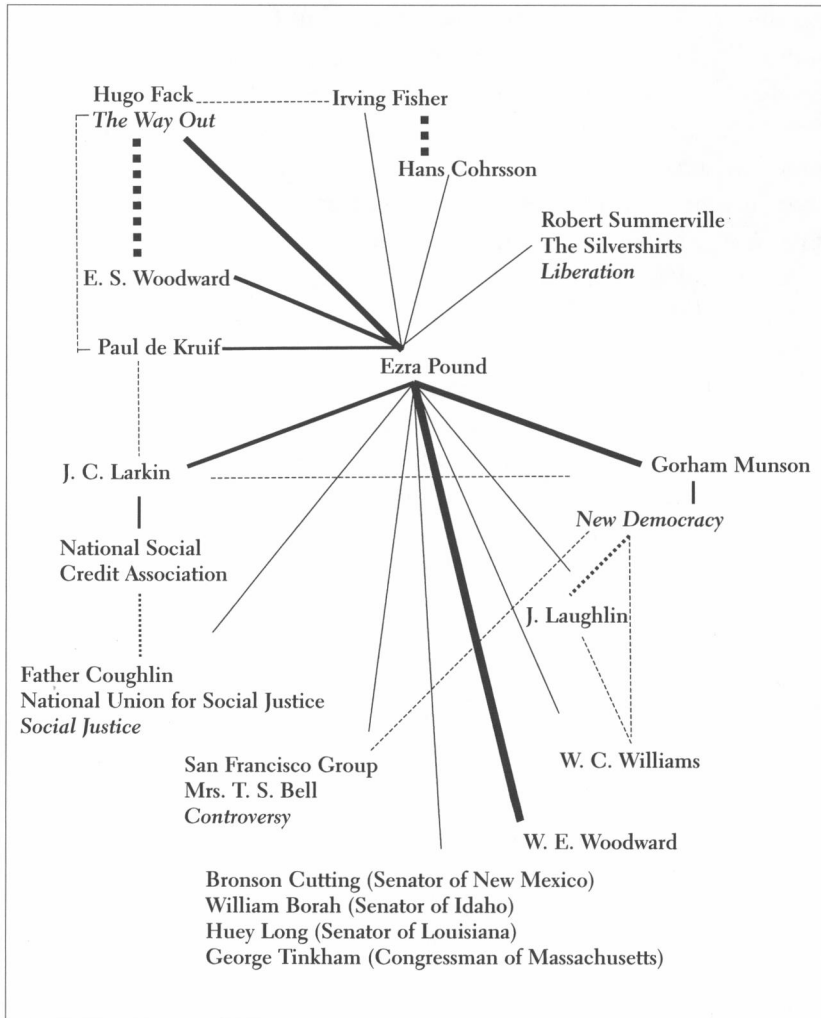 Hugo Fack
The Way Out
Irving Fisher
Hans Cohrsson
Robert Summerville
The Silvershirts
Liberation
E. S. Woodward
Paul de Kruif
Ezra Pound
J. C. Larkin
Gorham Munson
New Democracy
National Social
Credit Association
J. Laughlin
Father Coughlin
National Union for Social Justice
Social Justice
San Francisco Group
Mrs. T. S. Bell
Controversy
W. C. Williams
W. E. Woodward
Bronson Cutting (Senator of New Mexico)
William Borah (Senator of Idaho)
Huey Long (Senator of Louisiana)
George Tinkham (Congressman of Massachusetts)